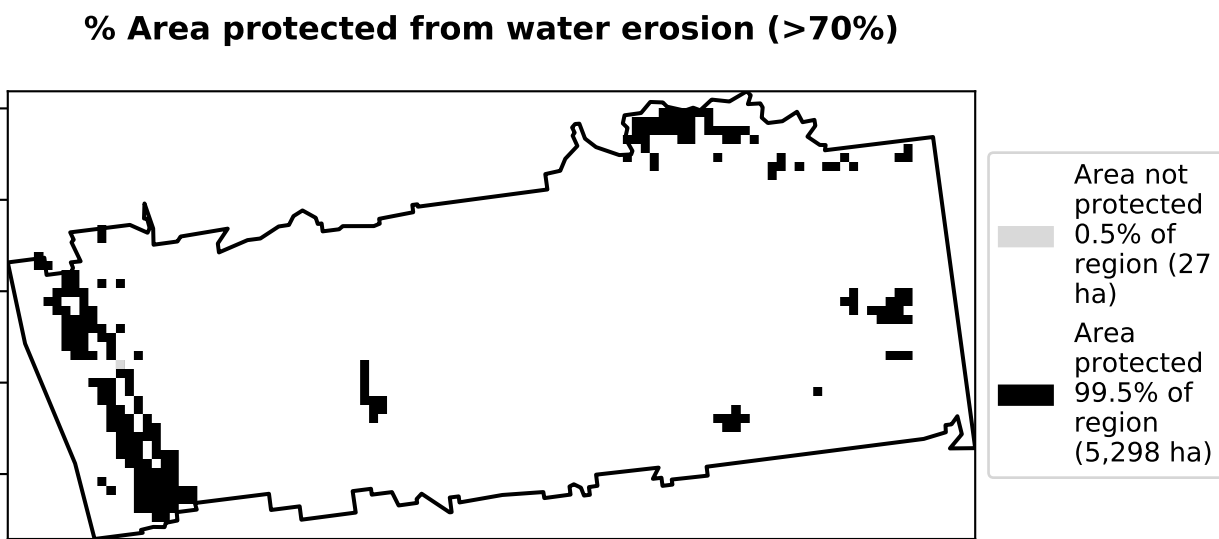 % Area protected from water erosion (>70%)
Area not
protected
0.5% of
region (27
ha)
Area
protected
99.5% of
region
(5,298 ha)